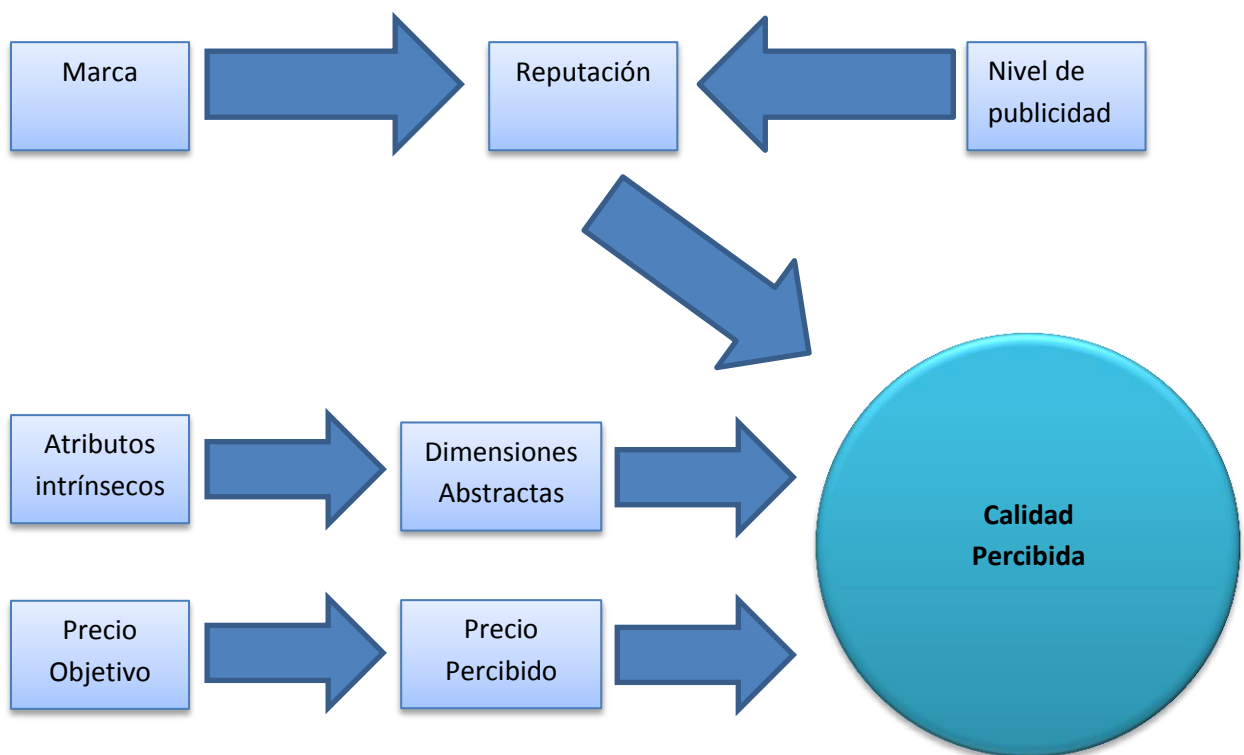 Marca
Reputación
Nivel de
publicidad
Atributos
intrínsecos
Dimensiones
Abstractas
Calidad
Percibida
Precio
Objetivo
Precio
Percibido